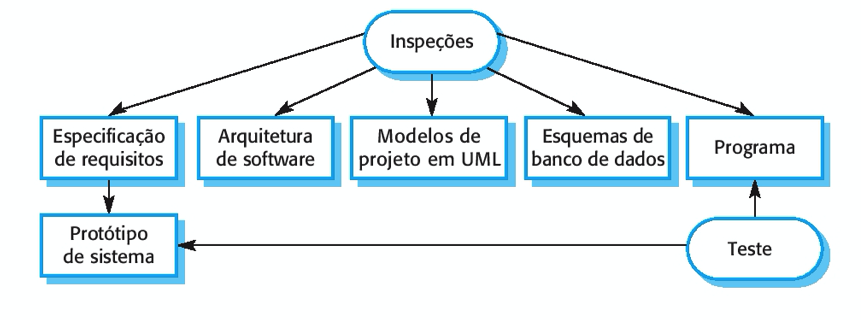 Inspeções
Especificação
de requisitos
Arquitetura
de software
Modelos de
projeto em UML
Esquemas de
banco de dados
Programa
Protótipo
de sistema
Teste